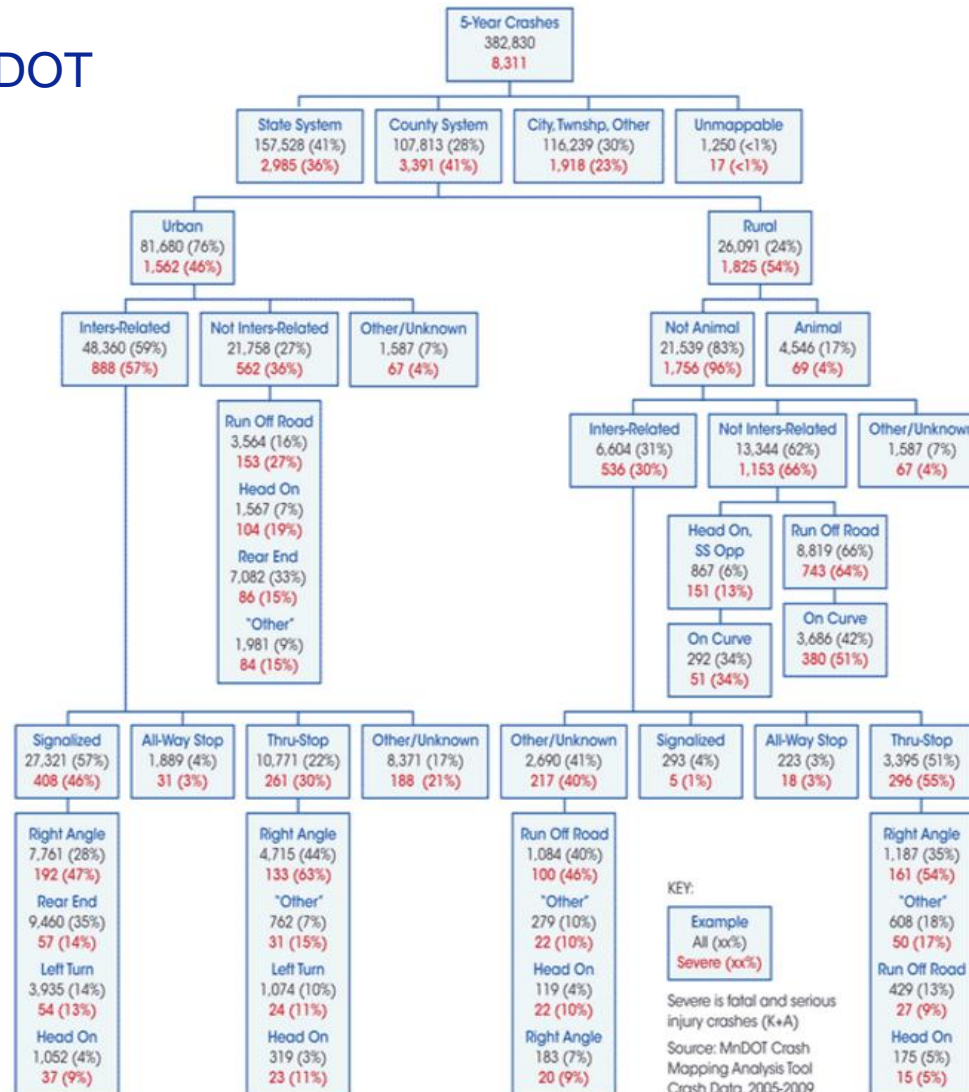 DOT
5-Year Crashes
382,830
8,311
State System
157,528 (41%)
2,985 (36%)
County System
107,813 (28%)
3,391 (41%)
City, Twnshp, Other
116,239 (30%)
1,918 (23%)
Unmappable
1,250 (<1%)
17 (<1%)
Urban
81,680 (76%)
1,562 (46%)
Rural
26,091 (24%)
1,825 (54%)
Inters-Related
48,360 (59%)
888 (57%)
Not Inters-Related
21,758 (27%)
562 (36%)
Other/Unknown
1,587 (7%)
67 (4%)
Not Animal
21,539 (83%)
1,756 (96%)
Animal
4,546 (17%)
69 (4%)
Run Off Road
3,564 (16%)
153 (27%)
Head On
1,567 (7%)
104 (19%)
Rear End
7,082 (33%)
86 (15%)
"Other"
1,981 (9%)
84 (15%)
Inters-Related
6,604 (31%)
536 (30%)
Not Inters-Related
13,344 (62%)
1,153 (66%)
Other/Unknown
1,587 (7%)
67 (4%)
Head On,
SS Opp
867 (6%)
151 (13%)
Run Off Road
8,819 (66%)
743 (64%)
On Curve
292 (34%)
51 (34%)
On Curve
3,686 (42%)
380 (51%)
Signalized
27,321 (57%)
408 (46%)
All-Way Stop
1,889 (4%)
31 (3%)
Thru-Stop
10,771 (22%)
261 (30%)
Other/Unknown
8,371 (17%)
188 (21%)
Other/Unknown
2,690 (41%)
217 (40%)
Signalized
293 (4%)
5 (1%)
All-Way Stop
223 (3%)
18 (3%)
Thru-Stop
3,395 (51%)
296 (55%)
Right Angle
7,761 (28%)
192 (47%)
Rear End
9,460 (35%)
57 (14%)
Left Turn
3,935 (14%)
54 (13%)
Head On
1,052 (4%)
37 (9%)
Right Angle
4,715 (44%)
133 (63%)
"Other"
762 (7%)
31 (15%)
Left Turn
1,074 (10%)
24 (11%)
Head On
319 (3%)
23 (11%)
Run Off Road
1,084 (40%)
100 (46%)
"Other"
279 (10%)
22 (10%)
Head On
119 (4%)
22 (10%)
Right Angle
183 (7%)
20 (9%)
KEY:
Example
All (xx%)
Severe (xx%)
Severe is fatal and serious
injury crashes (K+A)
Source: MnDOT Crash
Mapping Analysis Tool
Crash Data, 2005-2009
Right Angle
1,187 (35%)
161 (54%)
"Other"
608 (18%)
50 (17%)
Run Off Road
429 (13%)
27 (9%)
Head On
175 (5%)
15 (5%)